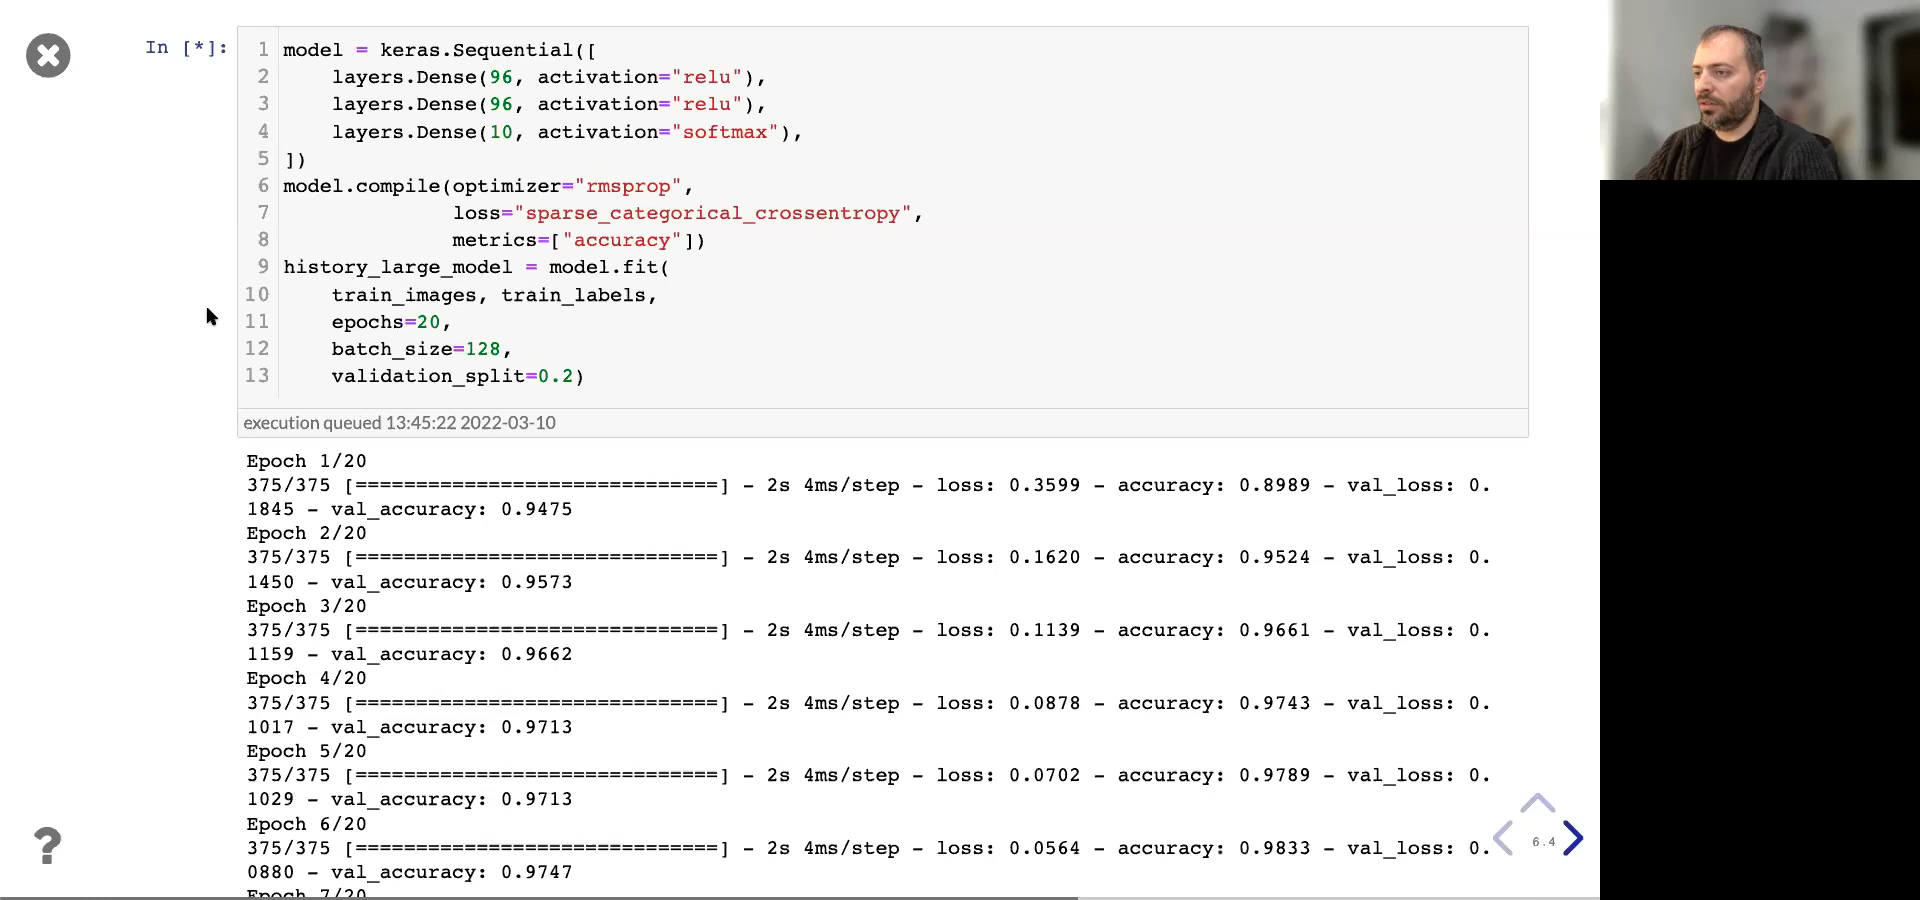 In [*]:
1 model = keras.Sequential([
2     layers.Dense(96, activation="relu"),
3     layers.Dense(96, activation="relu"),
4     layers.Dense(10, activation="softmax"),
5 ])
6 model.compile(optimizer="rmsprop",
7               loss="sparse_categorical_crossentropy",
8               metrics=["accuracy"])
9 history_large_model = model.fit(
10     train_images, train_labels,
11     epochs=20,
12     batch_size=128,
13     validation_split=0.2)
execution queued 13:45:22 2022-03-10
Epoch 1/20
375/375 [==============================] - 2s 4ms/step - loss: 0.3599 - accuracy: 0.8989 - val_loss: 0.
1845 - val_accuracy: 0.9475
Epoch 2/20
375/375 [==============================] - 2s 4ms/step - loss: 0.1620 - accuracy: 0.9524 - val_loss: 0.
1450 - val_accuracy: 0.9573
Epoch 3/20
375/375 [==============================] - 2s 4ms/step - loss: 0.1139 - accuracy: 0.9661 - val_loss: 0.
1159 - val_accuracy: 0.9662
Epoch 4/20
375/375 [==============================] - 2s 4ms/step - loss: 0.0878 - accuracy: 0.9743 - val_loss: 0.
1017 - val_accuracy: 0.9713
Epoch 5/20
375/375 [==============================] - 2s 4ms/step - loss: 0.0702 - accuracy: 0.9789 - val_loss: 0.
1029 - val_accuracy: 0.9713
Epoch 6/20
375/375 [==============================] - 2s 4ms/step - loss: 0.0564 - accuracy: 0.9833 - val_loss: 0.
0880 - val_accuracy: 0.9747
Epoch 7/20
6.4
?